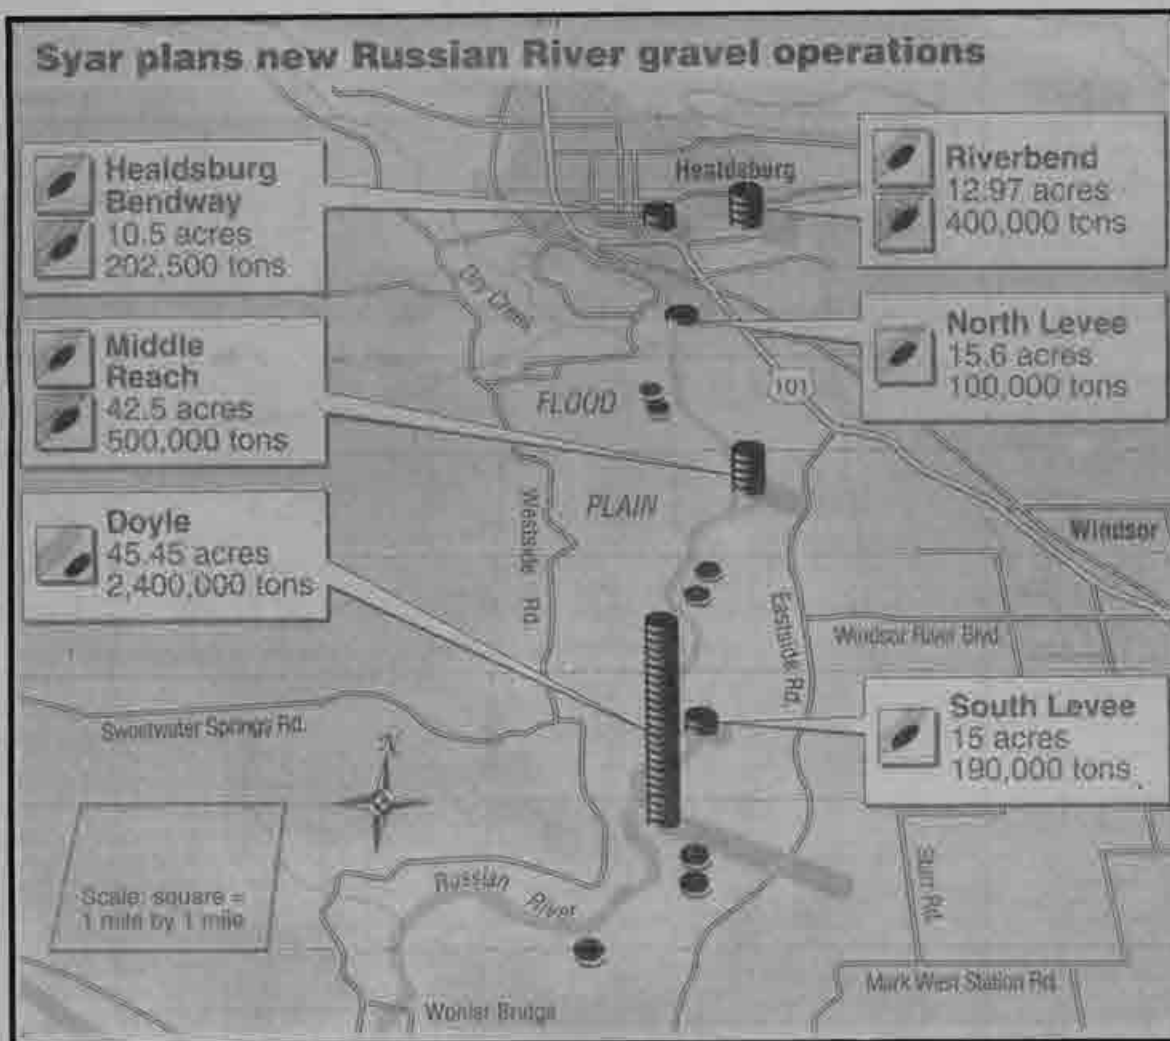 Syar plans new Russian River gravel operations
Healdsburg
Bendway
10.5 acres
202,500 tons
Healdsburg
Riverbend
12.97 acres
400,000 tons
Dry Creek
North Levee
15.6 acres
100,000 tons
Middle
Reach
42.5 acres
500,000 tons
101
FLOOD
PLAIN
Westside Rd.
Windsor
Doyle
45.45 acres
2,400,000 tons
Eastside Rd.
Windsor River Blvd
South Levee
15 acres
190,000 tons
Sweetwater Springs Rd.
N
Scale: square =
1 mile by 1 mile
Russian
River
Slurr Rd.
Mark West Station Rd.
Wohler Bridge